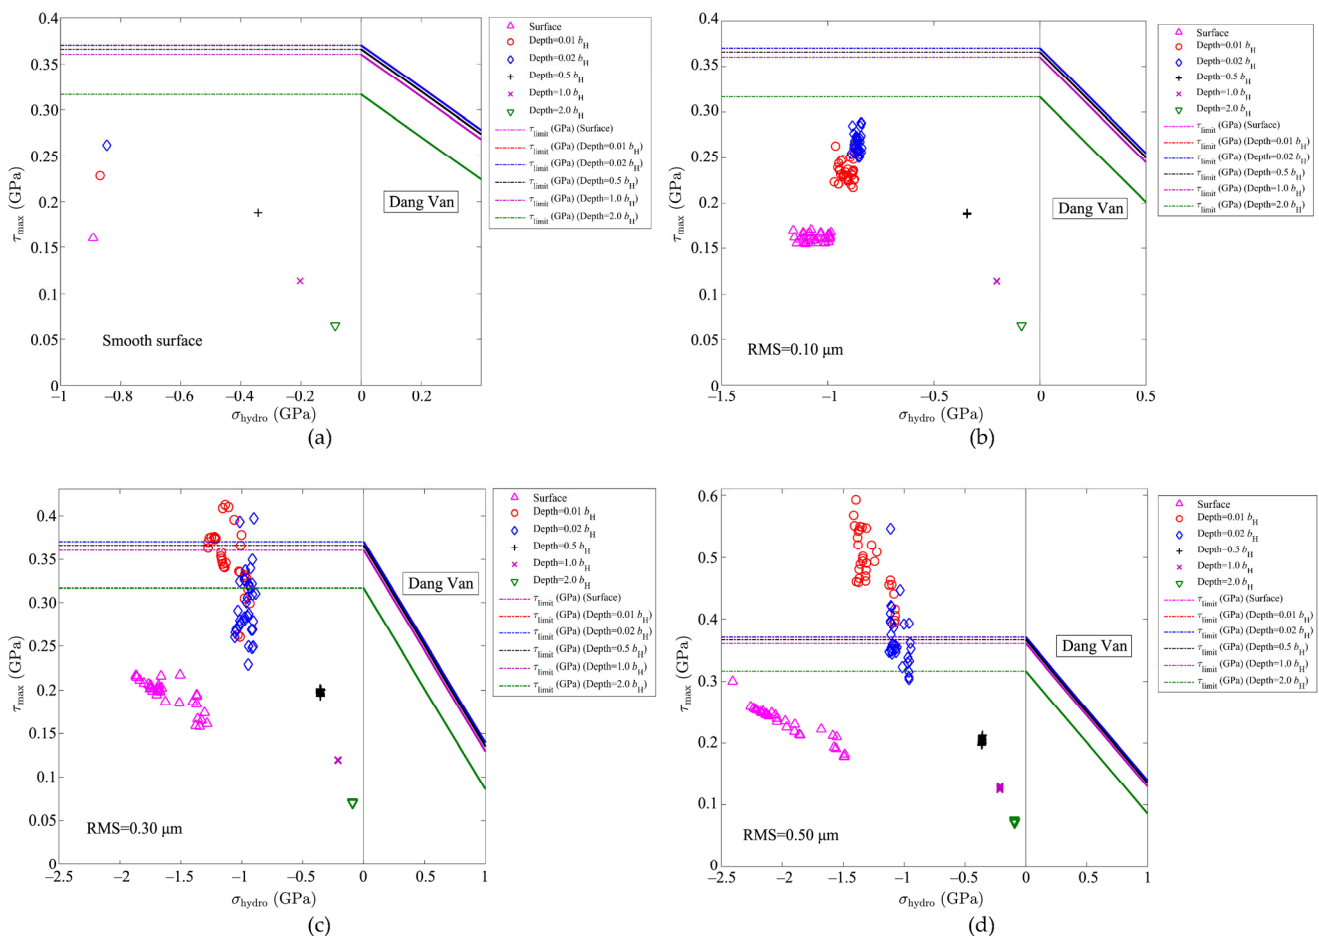 0.4
0.35
0.30
0.25
0.2
0.15
0.1
0.05
0
τmax (GPa)
−1
−0.8
−0.6
−0.4
−0.2
0
0.2
σhydro (GPa)
Smooth surface
Dang Van
Surface
Depth=0.01 bH
Depth=0.02 bH
Depth=0.5 bH
Depth=1.0 bH
Depth=2.0 bH
τlimit (GPa) (Surface)
τlimit (GPa) (Depth=0.01 bH)
τlimit (GPa) (Depth=0.02 bH)
τlimit (GPa) (Depth=0.5 bH)
τlimit (GPa) (Depth=1.0 bH)
τlimit (GPa) (Depth=2.0 bH)
(a)
0.4
0.35
0.30
0.25
0.2
0.15
0.1
0.05
0
τmax (GPa)
−1.5
−1
−0.5
0
0.5
σhydro (GPa)
RMS=0.10 μm
Dang Van
Surface
Depth=0.01 bH
Depth=0.02 bH
Depth=0.5 bH
Depth=1.0 bH
Depth=2.0 bH
τlimit (GPa) (Surface)
τlimit (GPa) (Depth=0.01 bH)
τlimit (GPa) (Depth=0.02 bH)
τlimit (GPa) (Depth=0.5 bH)
τlimit (GPa) (Depth=1.0 bH)
τlimit (GPa) (Depth=2.0 bH)
(b)
0.4
0.35
0.30
0.25
0.2
0.15
0.1
0.05
0
τmax (GPa)
−2.5
−2
−1.5
−1
−0.5
0
0.5
1
σhydro (GPa)
RMS=0.30 μm
Dang Van
Surface
Depth=0.01 bH
Depth=0.02 bH
Depth=0.5 bH
Depth=1.0 bH
Depth=2.0 bH
τlimit (GPa) (Surface)
τlimit (GPa) (Depth=0.01 bH)
τlimit (GPa) (Depth=0.02 bH)
τlimit (GPa) (Depth=0.5 bH)
τlimit (GPa) (Depth=1.0 bH)
τlimit (GPa) (Depth=2.0 bH)
(c)
0.6
0.5
0.4
0.3
0.2
0.1
0
τmax (GPa)
−2.5
−2
−1.5
−1
−0.5
0
0.5
1
σhydro (GPa)
RMS=0.50 μm
Dang Van
Surface
Depth=0.01 bH
Depth=0.02 bH
Depth=0.5 bH
Depth=1.0 bH
Depth=2.0 bH
τlimit (GPa) (Surface)
τlimit (GPa) (Depth=0.01 bH)
τlimit (GPa) (Depth=0.02 bH)
τlimit (GPa) (Depth=0.5 bH)
τlimit (GPa) (Depth=1.0 bH)
τlimit (GPa) (Depth=2.0 bH)
(d)